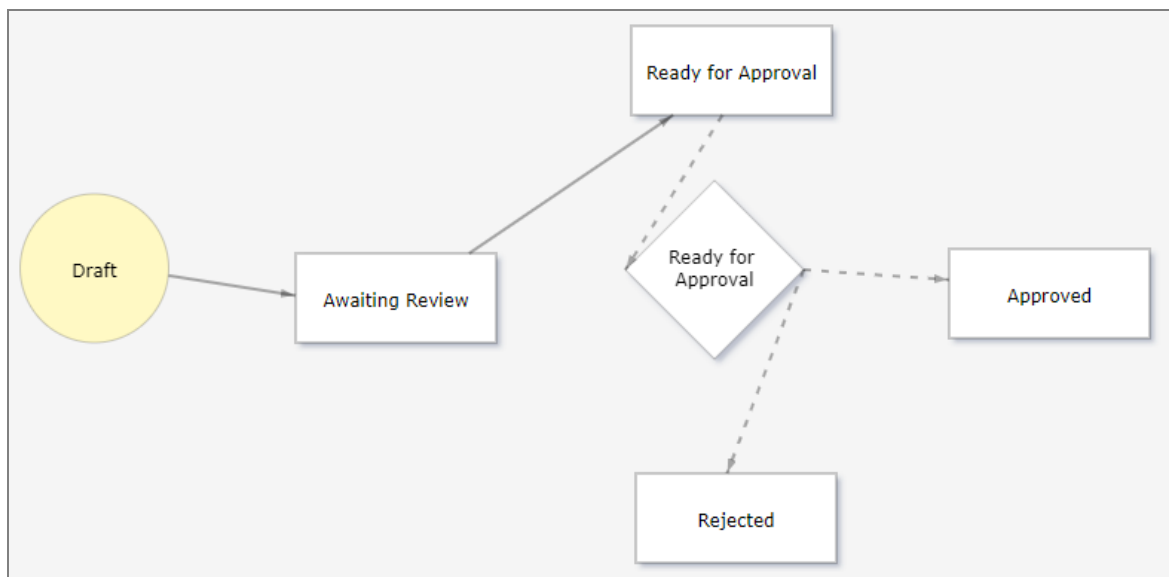 Ready for Approval
Draft
Awaiting Review
Ready for
Approval
Approved
Rejected